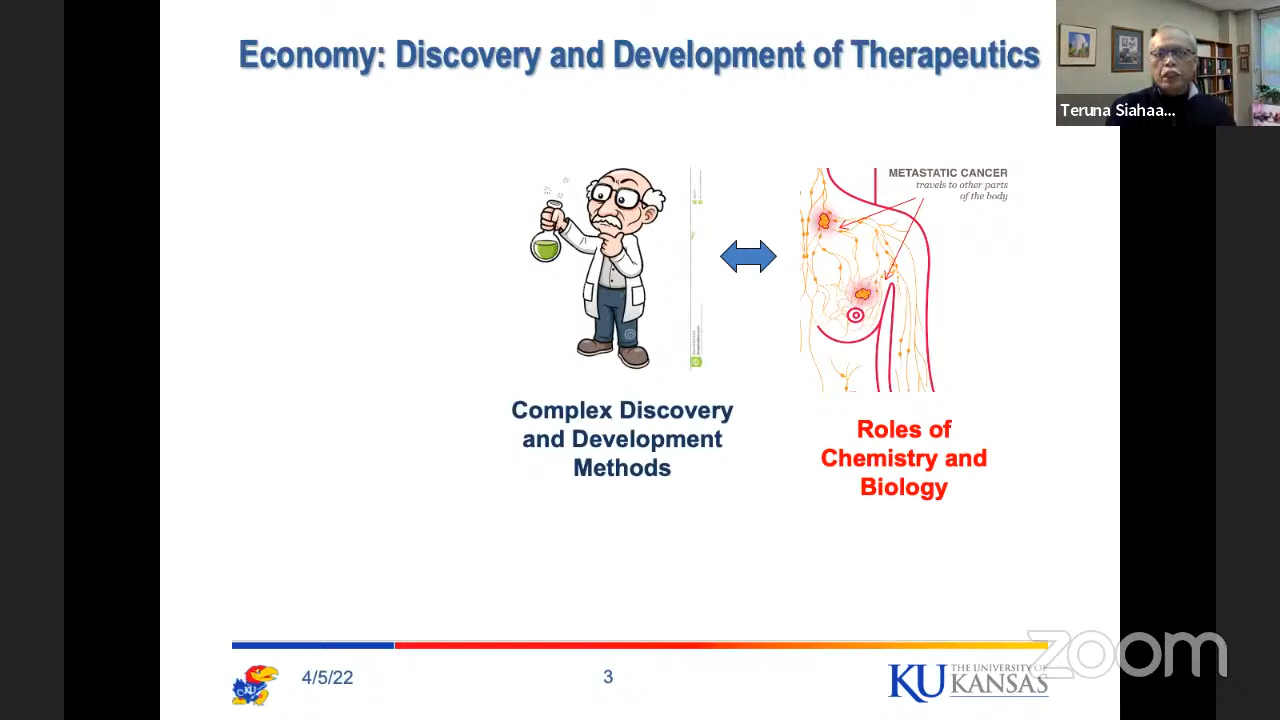 Economy: Discovery and Development of Therapeutics
Teruna Siahaa...
METASTATIC CANCER
travels to other parts
of the body
Complex Discovery
and Development
Methods
Roles of
Chemistry and
Biology
KU
4/5/22
3
KU THE UNIVERSITY OF
KANSAS
zoom